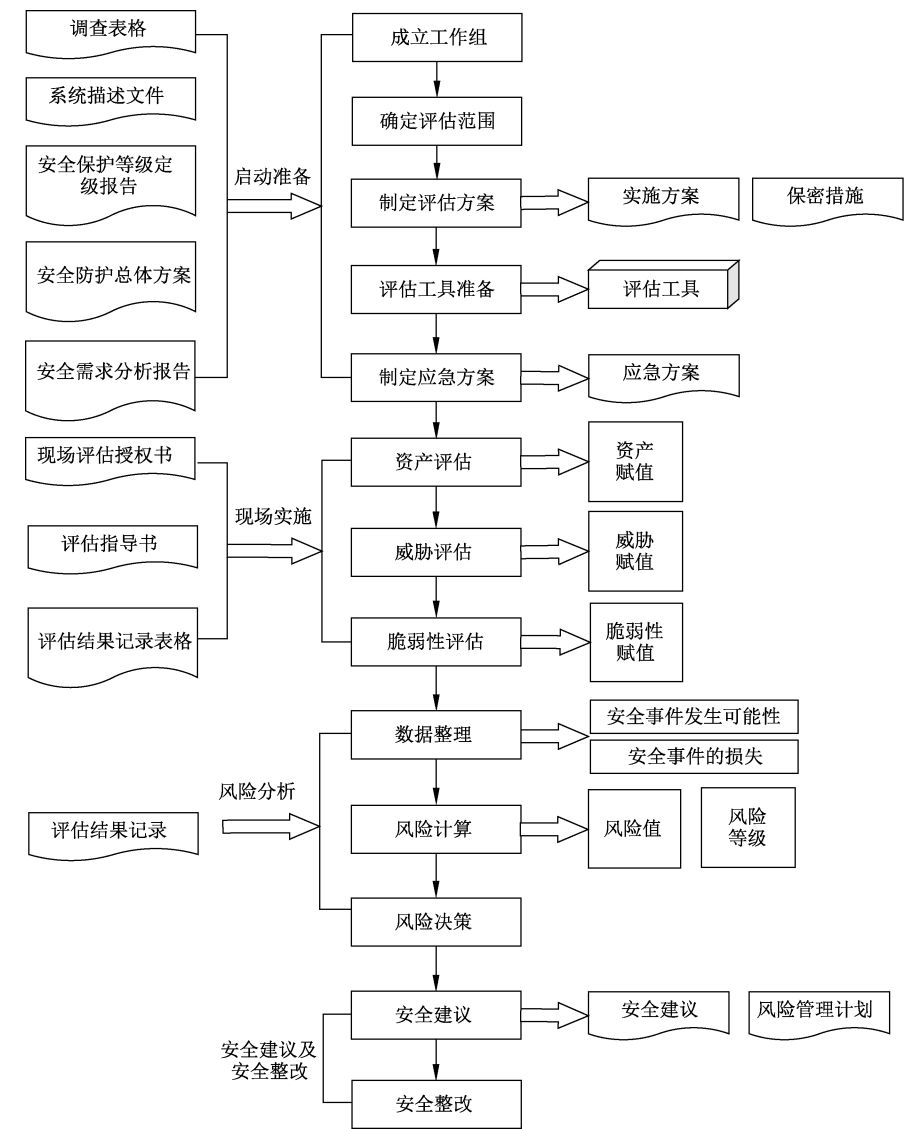 调查表格
成立工作组
系统描述文件
确定评估范围
安全保护等级定
级报告
启动准备
制定评估方案
实施方案
保密措施
安全防护总体方案
评估工具准备
评估工具
安全需求分析报告
制定应急方案
应急方案
现场评估授权书
资产评估
资产
赋值
现场实施
评估指导书
威胁评估
威胁
赋值
评估结果记录表格
脆弱性评估
脆弱性
赋值
数据整理
安全事件发生可能性
安全事件的损失
风险分析
评估结果记录
风险计算
风险值
风险
等级
风险决策
安全建议
安全建议
风险管理计划
安全建议及
安全整改
安全整改